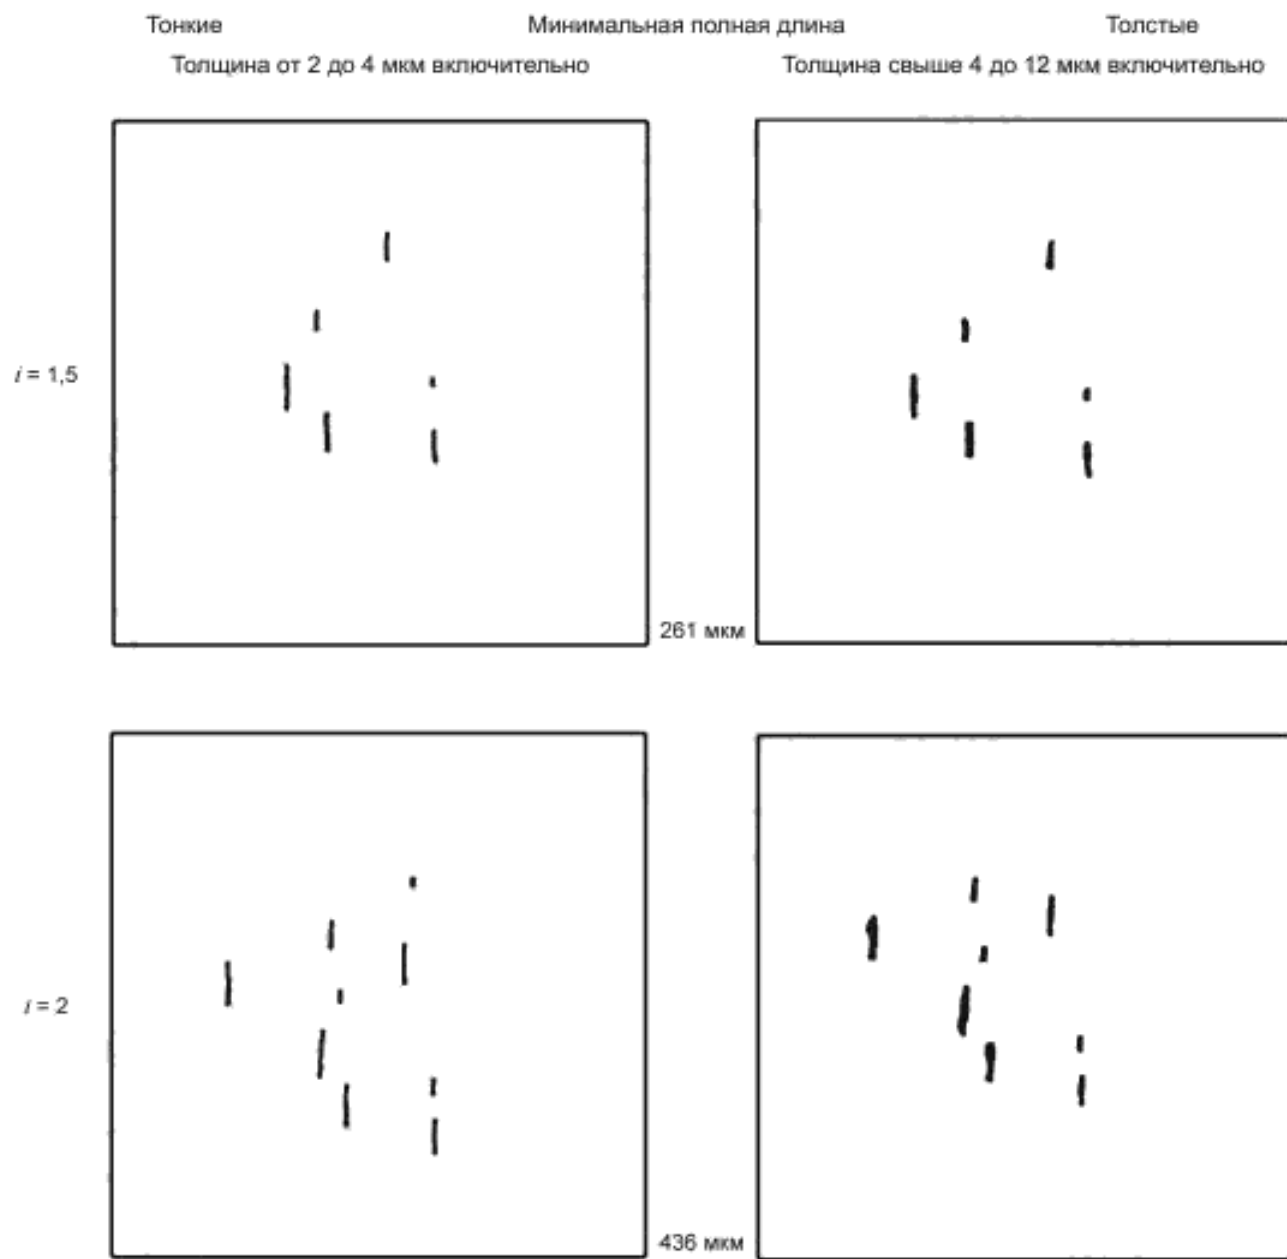 Тонкие Минимальная полная длина Толстые
Толщина от 2 до 4 мкм включительно Толщина свыше 4 до 12 мкм включительно
i = 1,5
261 мкм
i = 2
436 мкм